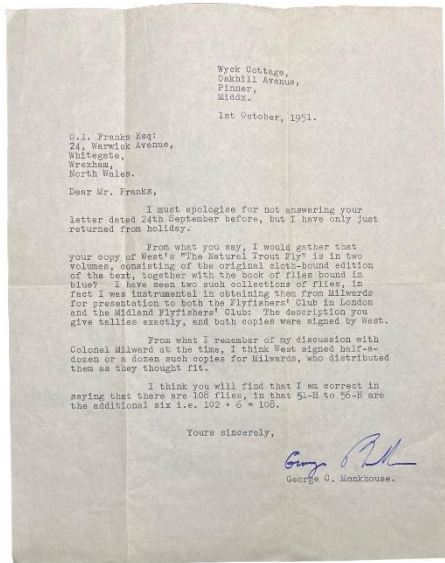 Wyck Cottage,
Oakhill Avenue,
Pinner,
Middx.
1st October, 1951.
G.I. Franks Esq:
24, Warwick Avenue,
Whitegate,
Wrexham,
North Wales.
Dear Mr. Franks,
I must apologise for not answering your
letter dated 24th September before, but I have only just
returned from holiday.
From what you say, I would gather that
your copy of West's "The Natural Trout Fly" is in two
volumes, consisting of the original cloth-bound edition
of the text, together with the book of flies bound in
blue? I have seen two such collections of flies, in
fact I was instrumental in obtaining them from Milwards
for presentation to both the Flyfishers' Club in London
and the Midland Flyfishers' Club: The description you
give tallies exactly, and both copies were signed by West.
From what I remember of my discussion with
Colonel Milward at the time, I think West signed half-a-
dozen or a dozen such copies for Milwards, who distributed
them as they thought fit.
I think you will find that I am correct in
saying that there are 108 flies, in that 51-H to 56-H are
the additional six i.e. 102 + 6 = 108.
Yours sincerely,
George C. Monkhouse.